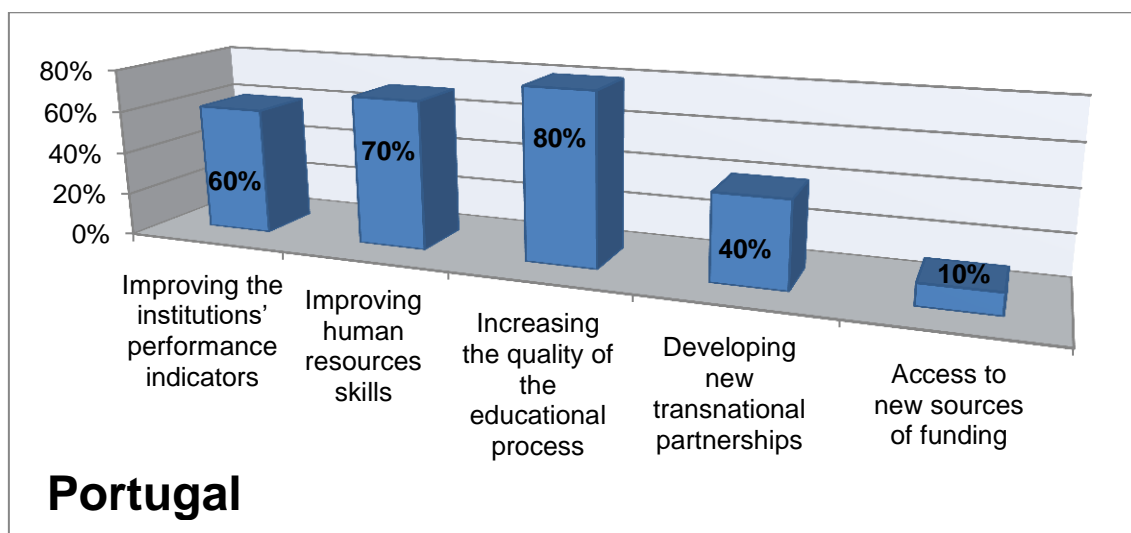 80%
60%
40%
20%
0%
60%
70%
80%
40%
10%
Improving the
institutions’
performance
indicators
Improving
human
resources
skills
Increasing
the quality of
the
educational
process
Developing
new
transnational
partnerships
Access to
new sources
of funding
Portugal